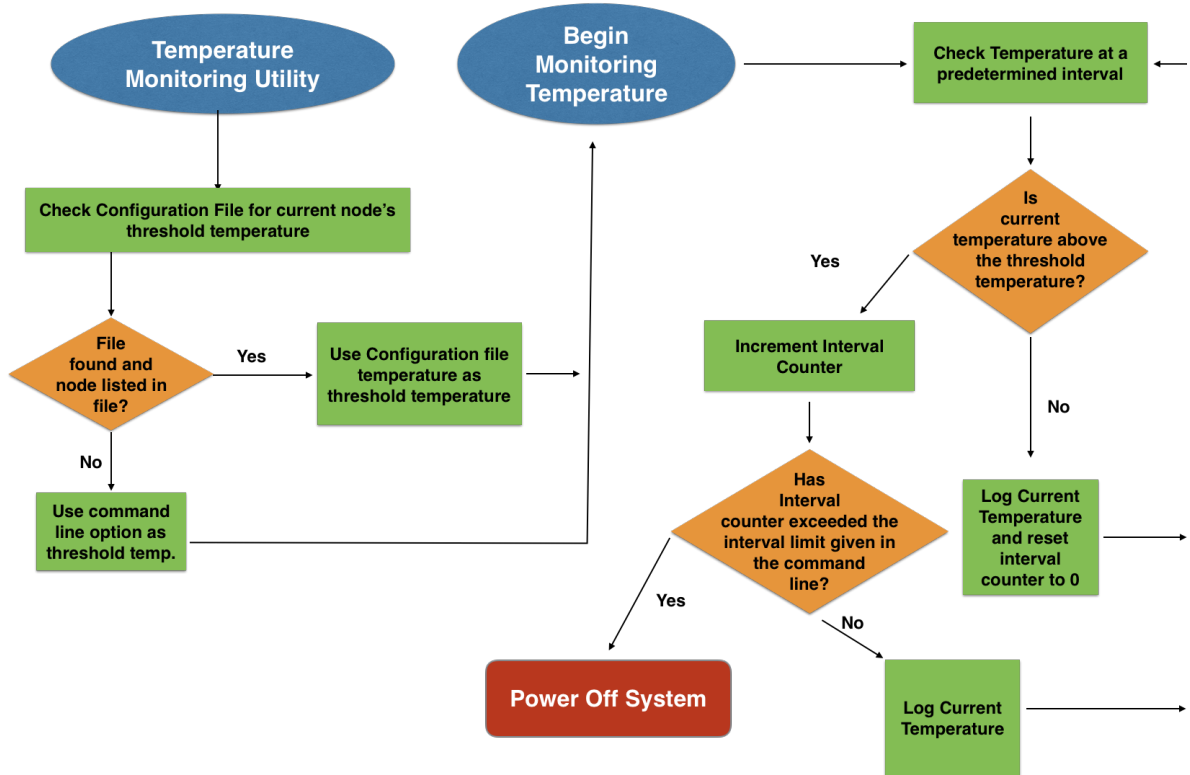 Temperature
Monitoring Utility
Check Configuration File for current node's
threshold temperature
File
found and
node listed in
file?
Yes
Use Configuration file
temperature as
threshold temperature
No
Use command
line option as
threshold temp.
Begin
Monitoring
Temperature
Check Temperature at a
predetermined interval
Is
current
temperature above
the threshold
temperature?
Yes
Increment Interval
Counter
No
Log Current
Temperature
and reset
interval
counter to 0
Has
Interval
counter exceeded the
interval limit given in
the command
line?
Yes
Power Off System
No
Log Current
Temperature